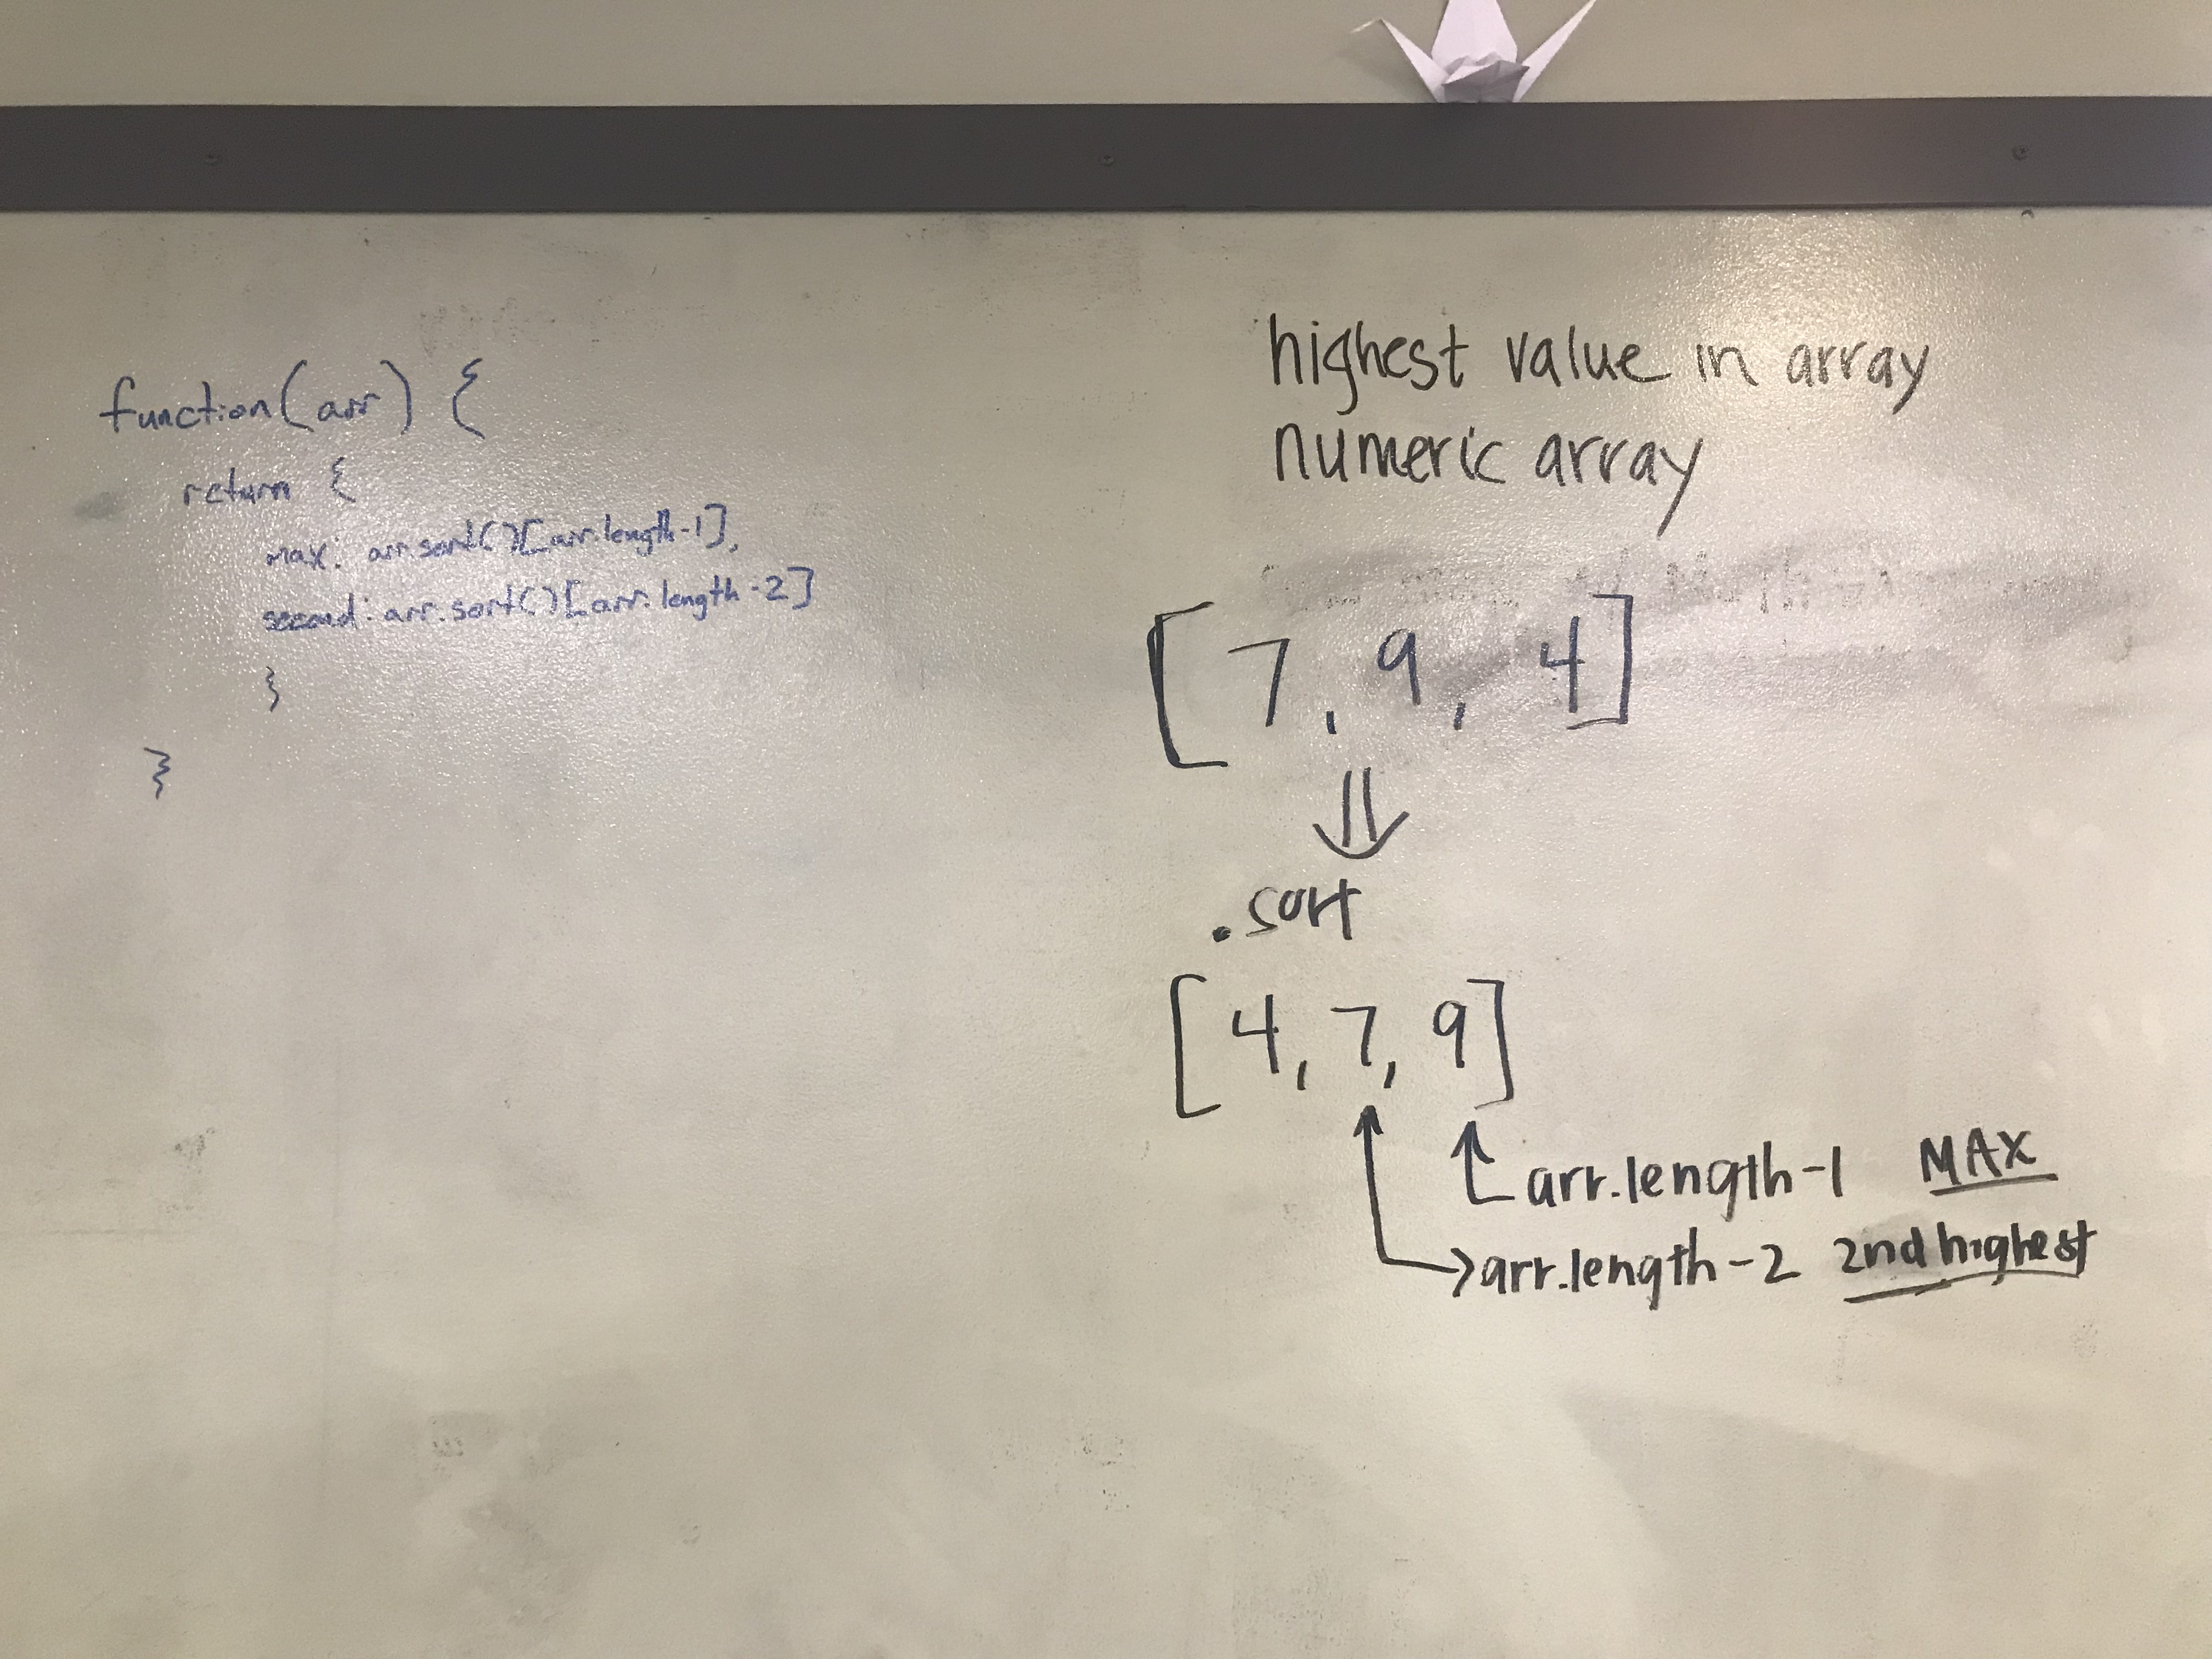 function(arr) {
return {
max: arr.sort()[arr.length-1],
second: arr.sort()[arr.length-2]
}
}
highest value in array
numeric array
[7, 9, 4]
.sort
[4, 7, 9]
arr.length-1 MAX
arr.length-2 2nd highest